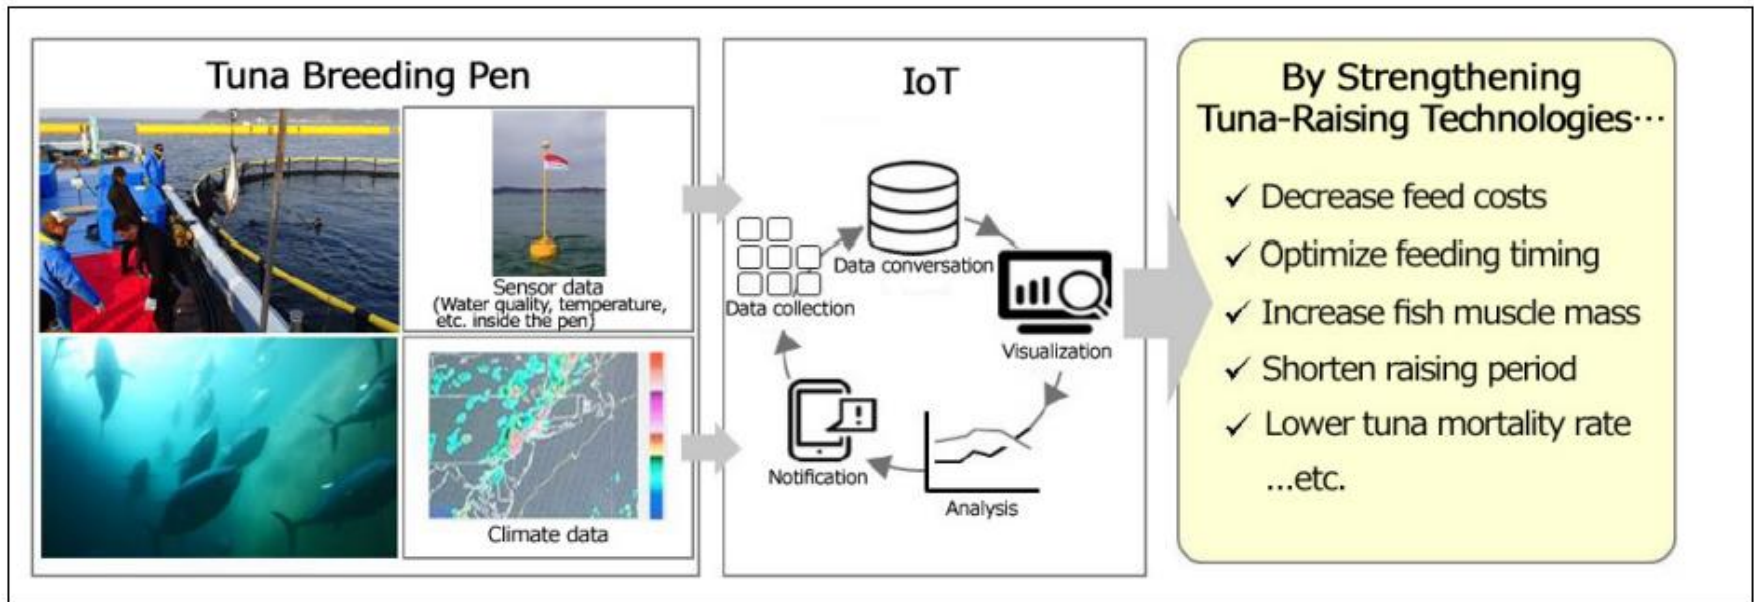 Tuna Breeding Pen
Sensor data
(Water quality, temperature,
etc. inside the pen)
Climate data
IoT
Data conversation
Data collection
Visualization
Notification
Analysis
By Strengthening
Tuna-Raising Technologies…
✓ Decrease feed costs
✓ Optimize feeding timing
✓ Increase fish muscle mass
✓ Shorten raising period
✓ Lower tuna mortality rate
...etc.